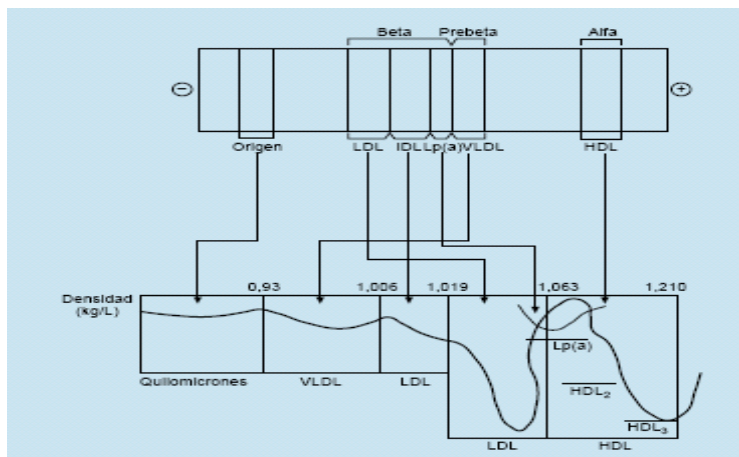 Beta Prebeta Alfa
⊖ ⊕
Origen LDL IDL Lp(a) VLDL HDL
Densidad 0,93 1,006 1,019 1,063 1,210
(kg/L)
Lp(a)
Quilomicrones VLDL LDL
HDL2
HDL3
LDL HDL